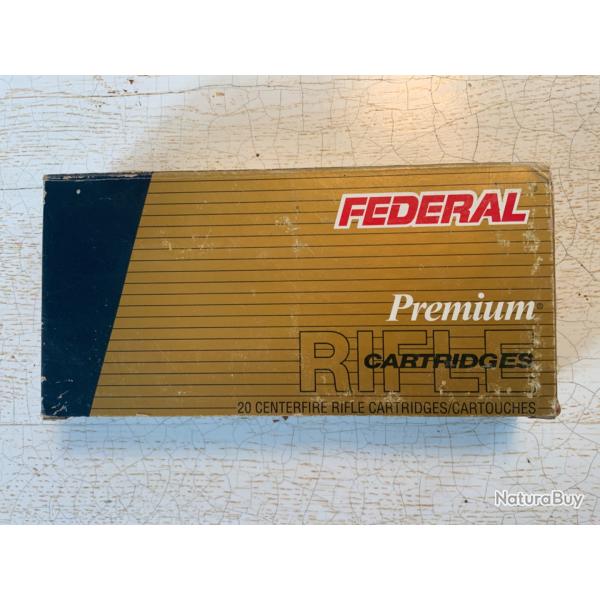 FEDERAL
Premium®
RIFLE
CARTRIDGES
20 CENTERFIRE RIFLE CARTRIDGES/CARTOUCHES
NaturaBuy